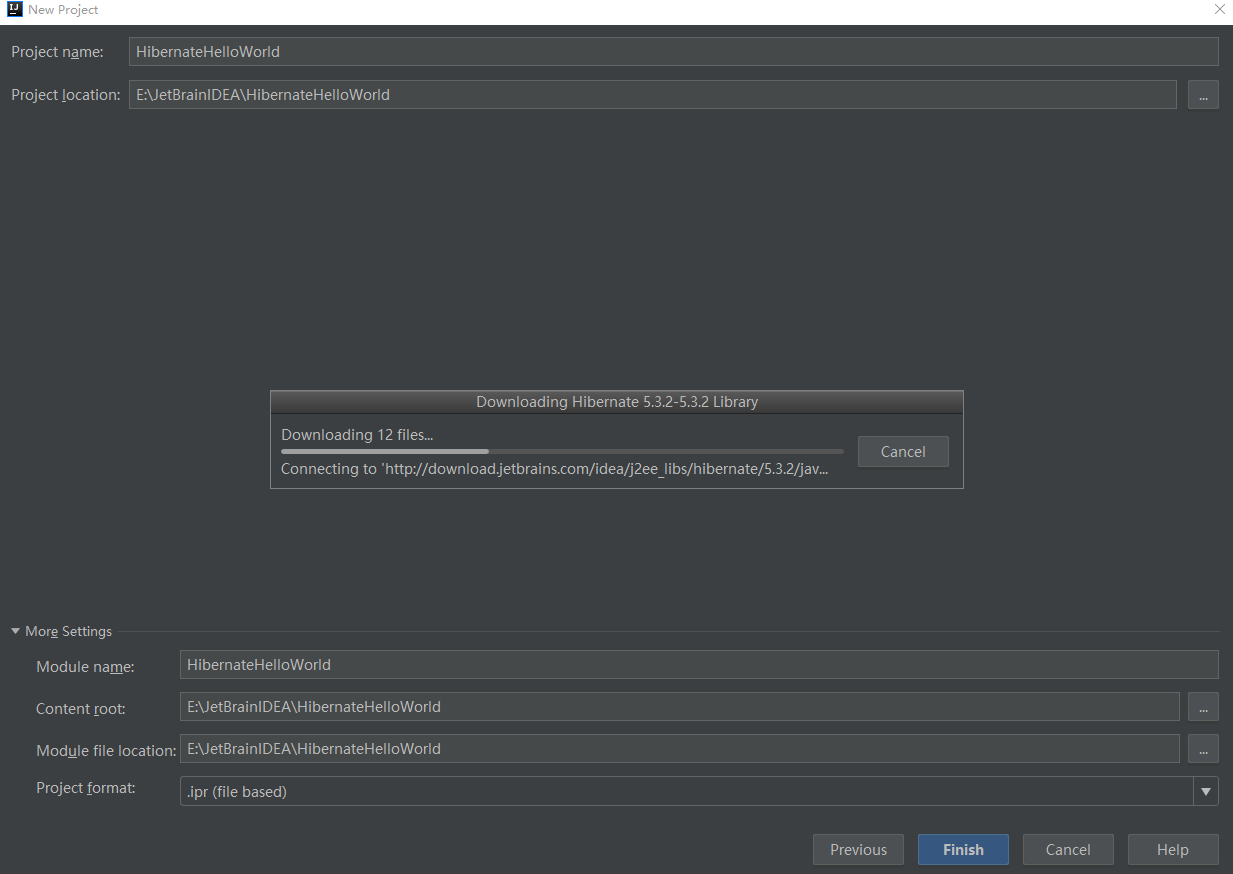 New Project
Project name: HibernateHelloWorld
Project location: E:\JetBrainIDEA\HibernateHelloWorld ...
Downloading Hibernate 5.3.2-5.3.2 Library
Downloading 12 files...
Cancel
Connecting to 'http://download.jetbrains.com/idea/j2ee_libs/hibernate/5.3.2/jav...
More Settings
Module name: HibernateHelloWorld
Content root: E:\JetBrainIDEA\HibernateHelloWorld ...
Module file location: E:\JetBrainIDEA\HibernateHelloWorld ...
Project format: .ipr (file based)
Previous Finish Cancel Help